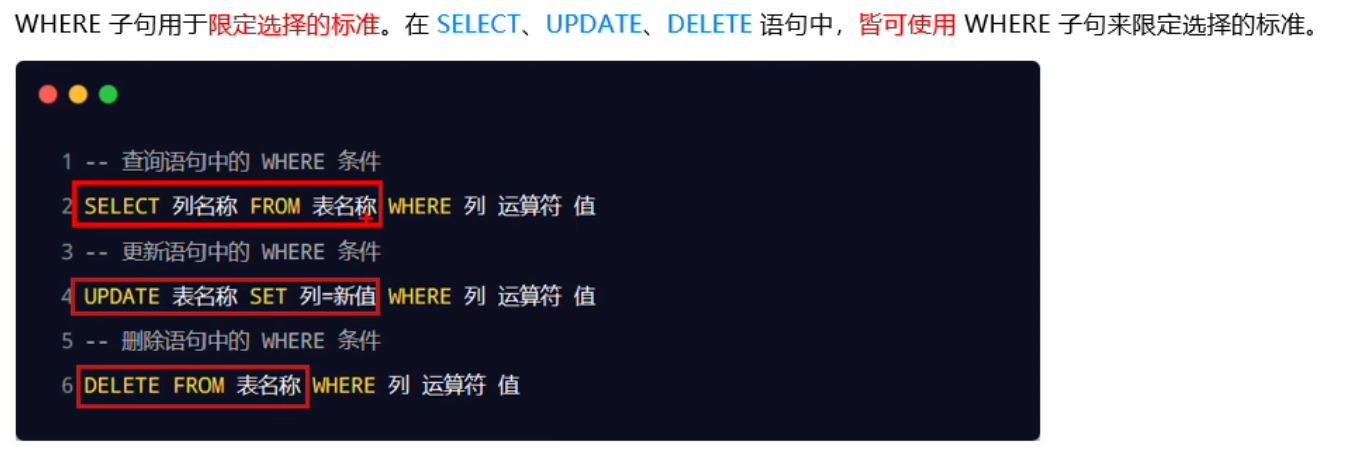 WHERE 子句用于限定选择的标准。在 SELECT、UPDATE、DELETE 语句中，皆可使用 WHERE 子句来限定选择的标准。
1 -- 查询语句中的 WHERE 条件
2 SELECT 列名称 FROM 表名称 WHERE 列 运算符 值
3 -- 更新语句中的 WHERE 条件
4 UPDATE 表名称 SET 列=新值 WHERE 列 运算符 值
5 -- 删除语句中的 WHERE 条件
6 DELETE FROM 表名称 WHERE 列 运算符 值